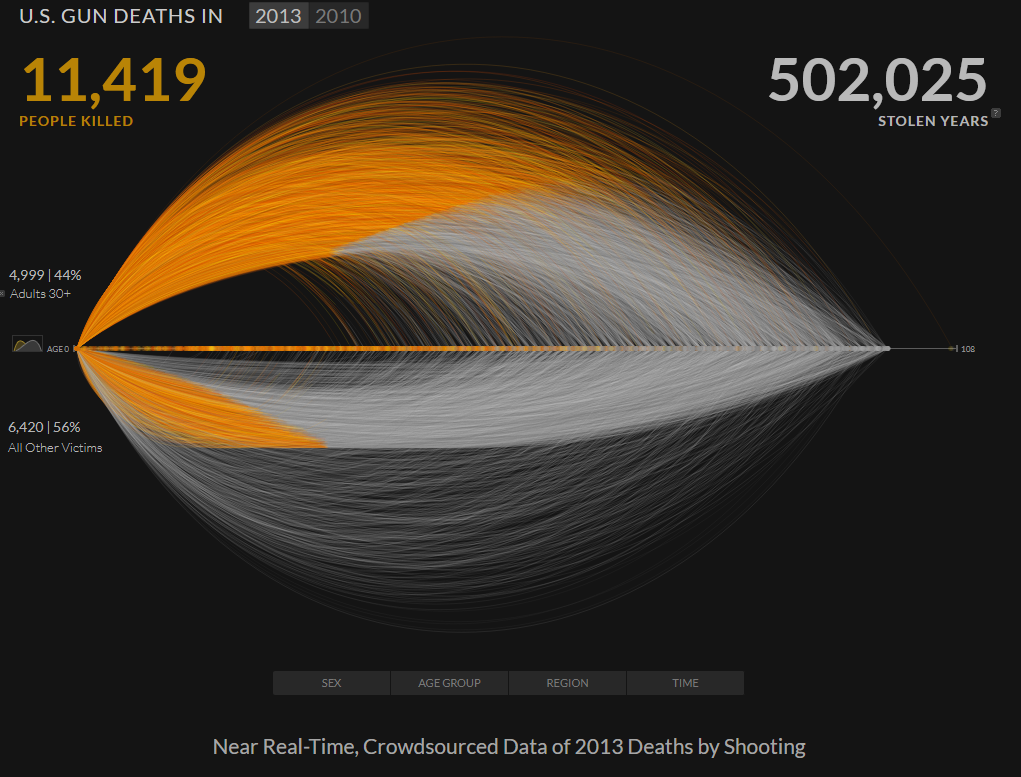 U.S. GUN DEATHS IN 2013 2010
11,419
PEOPLE KILLED
502,025
STOLEN YEARS ?
4,999 | 44%
Adults 30+
AGE 0
108
6,420 | 56%
All Other Victims
SEX AGE GROUP REGION TIME
Near Real-Time, Crowdsourced Data of 2013 Deaths by Shooting